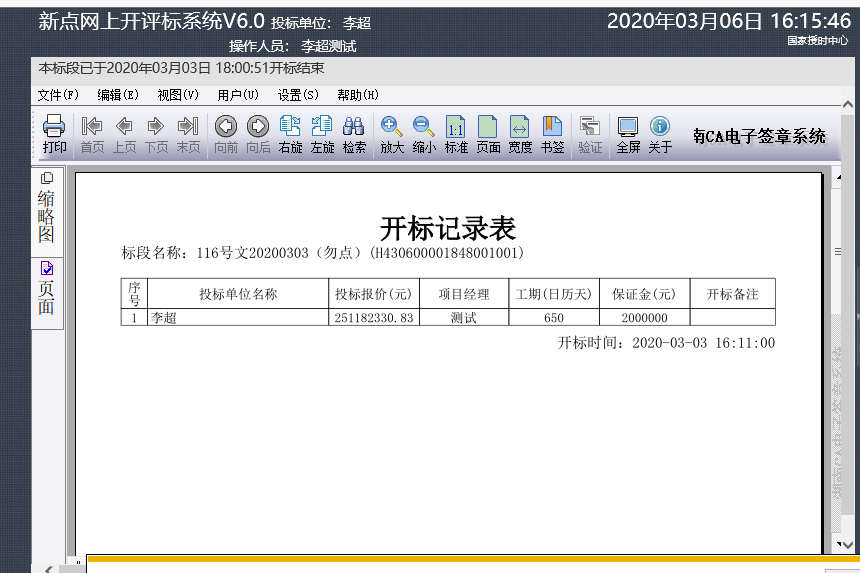 新点网上开评标系统V6.0 投标单位： 李超
2020年03月06日 16:15:46
国家授时中心
操作人员： 李超测试
本标段已于2020年03月03日 18:00:51开标结束
文件(F) 编辑(E) 视图(V) 用户(U) 设置(S) 帮助(H)
打印 首页 上页 下页 末页 向前 向后 右旋 左旋 检索 放大 缩小 1:1 标准 页面 宽度 书签 验证 全屏 关于
CA电子签章系统
缩略图
页面
开标记录表
标段名称：116号文20200303（勿点）(H430600001848001001)
序号 投标单位名称 投标报价(元) 项目经理 工期(日历天) 保证金(元) 开标备注
1 李超 251182330.83 测试 650 2000000
开标时间：2020-03-03 16:11:00